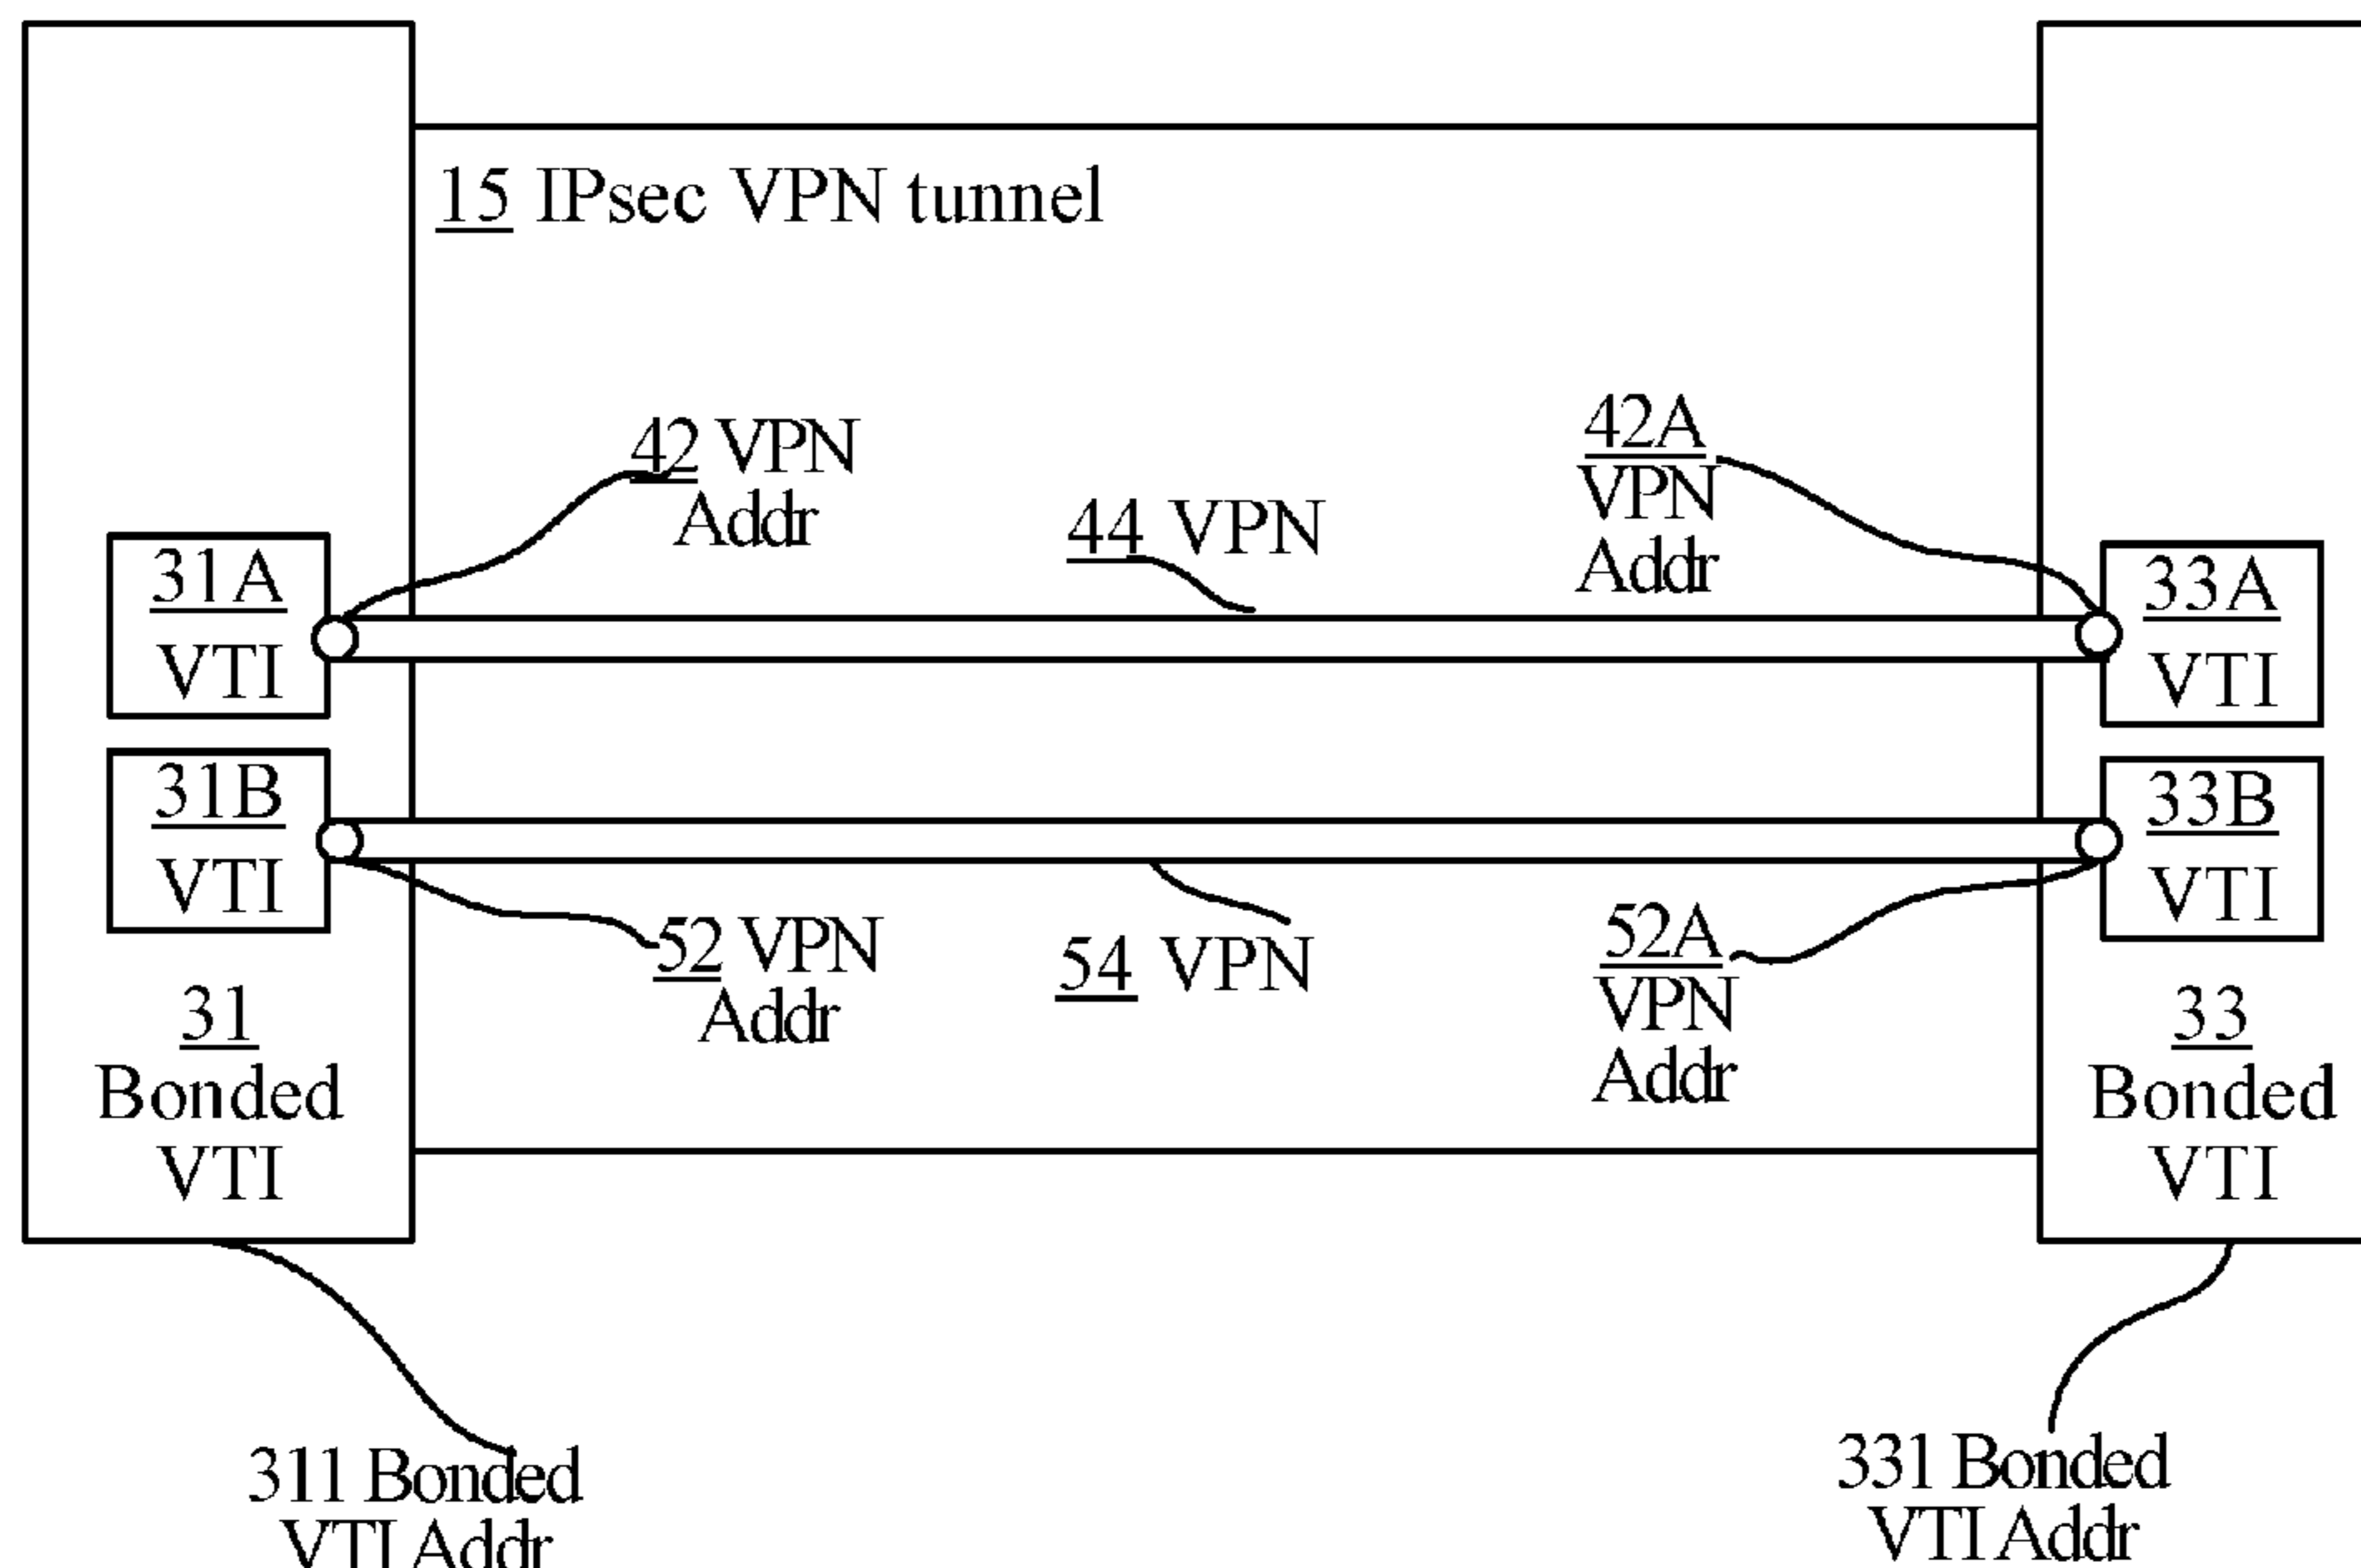 15 IPsec VPN tunnel
42 VPN
Addr
42A
VPN
Addr
44 VPN
31A
VTI
33A
VTI
31B
VTI
33B
VTI
52 VPN
Addr
54 VPN
52A
VPN
Addr
31
Bonded
VTI
33
Bonded
VTI
311 Bonded
VTI Addr
331 Bonded
VTI Addr